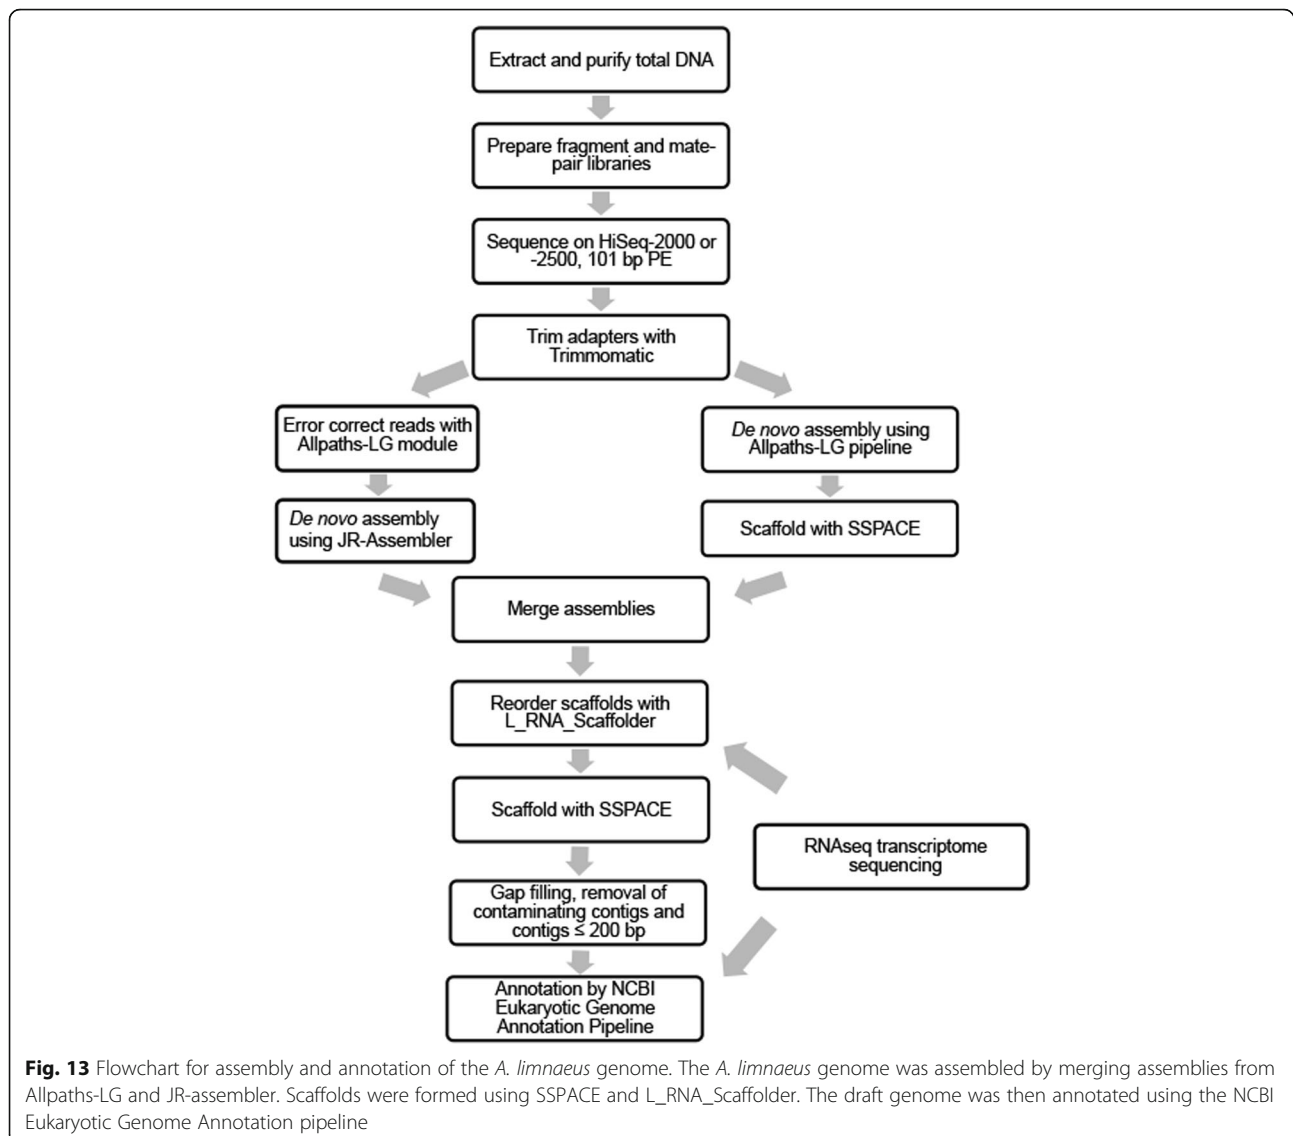 Extract and purify total DNA
Prepare fragment and mate-
pair libraries
Sequence on HiSeq-2000 or
-2500, 101 bp PE
Trim adapters with
Trimmomatic
Error correct reads with
Allpaths-LG module
De novo assembly
using JR-Assembler
De novo assembly using
Allpaths-LG pipeline
Scaffold with SSPACE
Merge assemblies
Reorder scaffolds with
L_RNA_Scaffolder
Scaffold with SSPACE
RNAseq transcriptome
sequencing
Gap filling, removal of
contaminating contigs and
contigs ≤ 200 bp
Annotation by NCBI
Eukaryotic Genome
Annotation Pipeline
Fig. 13 Flowchart for assembly and annotation of the A. limnaeus genome. The A. limnaeus genome was assembled by merging assemblies from
Allpaths-LG and JR-assembler. Scaffolds were formed using SSPACE and L_RNA_Scaffolder. The draft genome was then annotated using the NCBI
Eukaryotic Genome Annotation pipeline